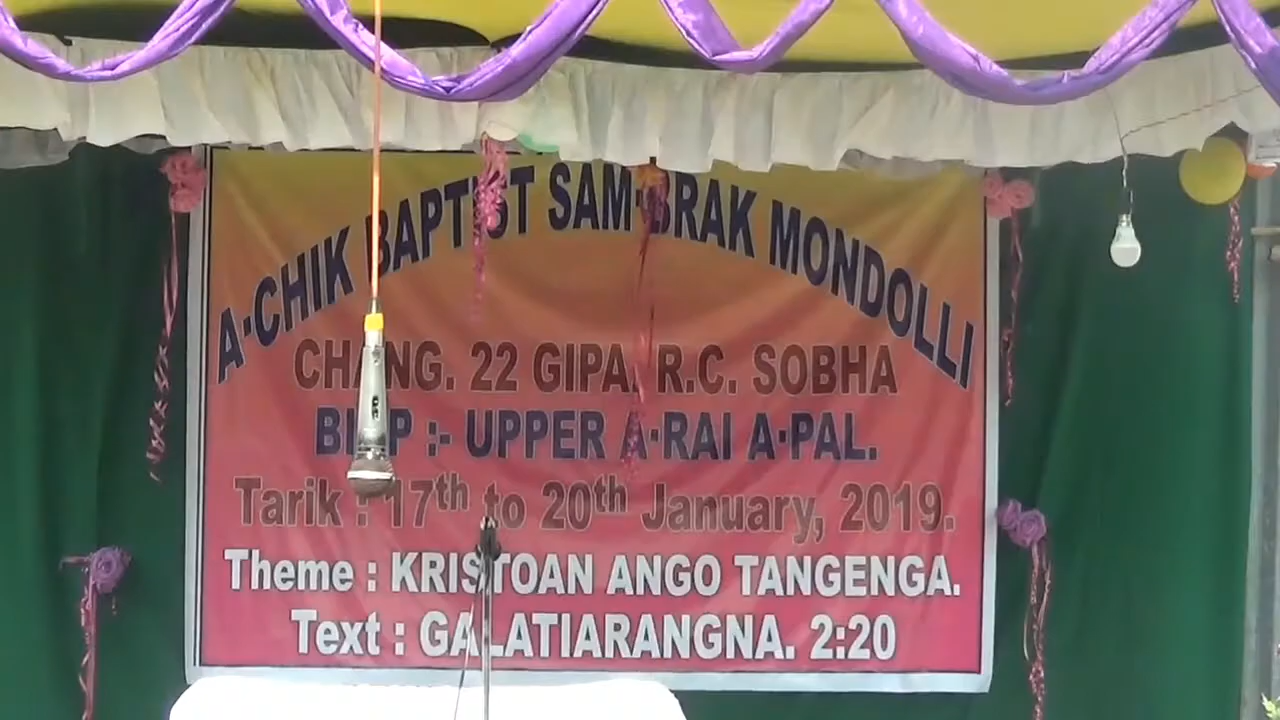 A·CHIK BAPTIST SAM·BRAK MONDOLLI
CHANG. 22 GIPA, R.C. SOBHA
:- UPPER A·RAI A·PAL.
Tarik : 17th to 20th January, 2019.
Theme : KRISTOAN ANGO TANGENGA.
Text : GALATIARANGNA. 2:20